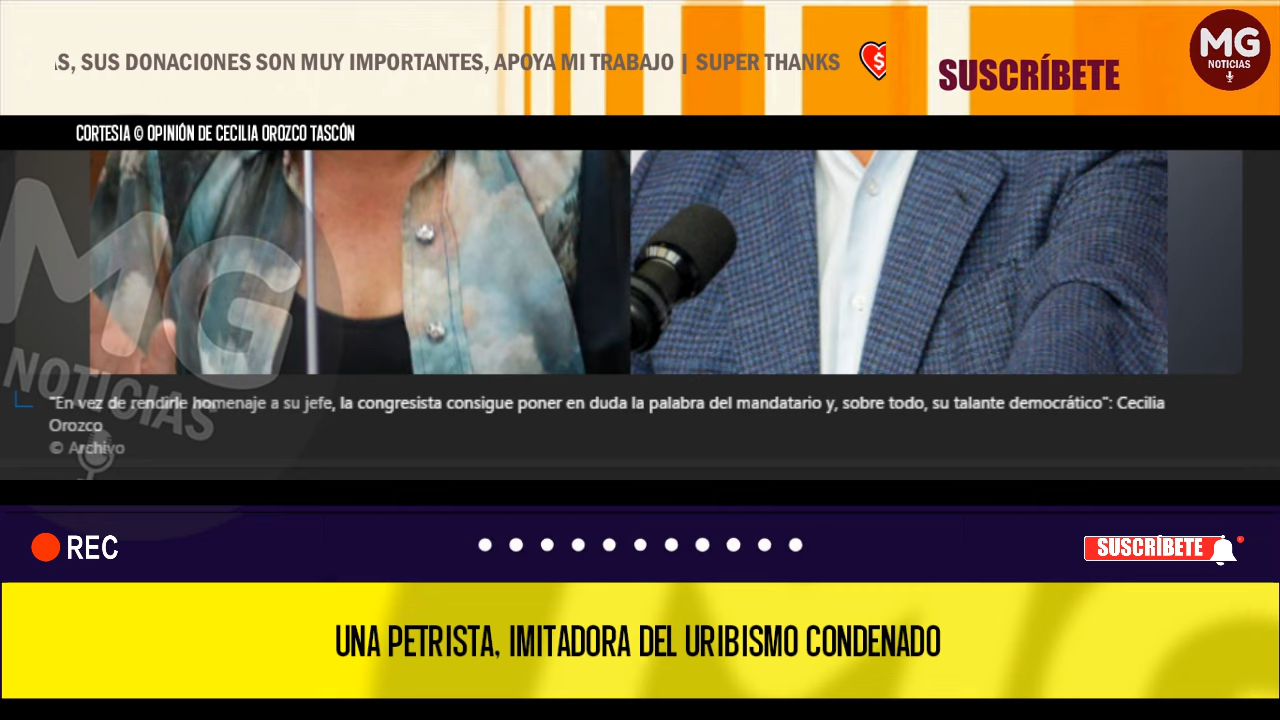 S, SUS DONACIONES SON MUY IMPORTANTES, APOYA MI TRABAJO | SUPER THANKS
SUSCRÍBETE
MG
NOTICIAS
CORTESIA © OPINIÓN DE CECILIA OROZCO TASCÓN
MG
NOTICIAS
"En vez de rendirle homenaje a su jefe, la congresista consigue poner en duda la palabra del mandatario y, sobre todo, su talante democrático": Cecilia
Orozco
© Archivo
REC
SUSCRÍBETE
UNA PETRISTA, IMITADORA DEL URIBISMO CONDENADO